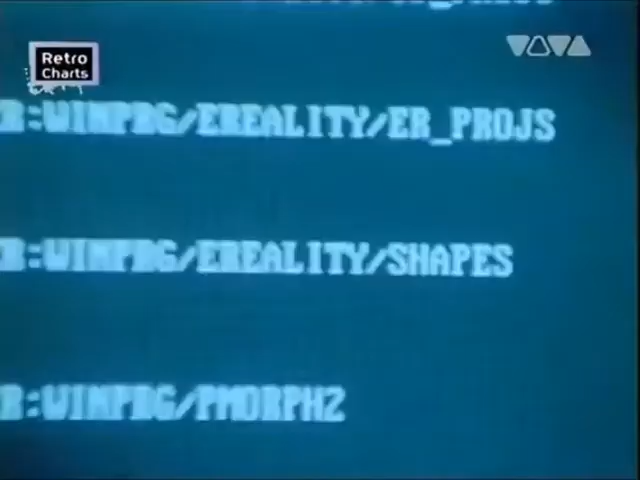 Retro
Charts
VIVA
R:WINPRG/EREALITY/ER_PROJS
R:WINPRG/EREALITY/SHAPES
R:WINPRG/PMORPH2